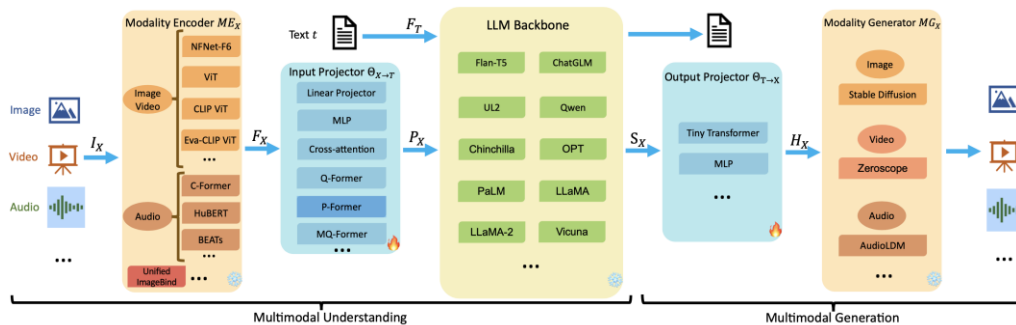 Modality Encoder ME_X
NFNet-F6
ViT
Image
Video
CLIP ViT
Eva-CLIP ViT
...
C-Former
Audio
HuBERT
BEATs
...
Unified
ImageBind
...
Image
Video
Audio
...
I_X
F_X
Text t
F_T
Input Projector Θ_X→T
Linear Projector
MLP
Cross-attention
Q-Former
P-Former
MQ-Former
...
P_X
LLM Backbone
Flan-T5
ChatGLM
UL2
Qwen
Chinchilla
OPT
PaLM
LLaMA
LLaMA-2
Vicuna
...
S_X
Output Projector Θ_T→X
Tiny Transformer
MLP
...
H_X
Modality Generator MG_X
Image
Stable Diffusion
Video
Zeroscope
Audio
AudioLDM
...
...
Multimodal Understanding
Multimodal Generation